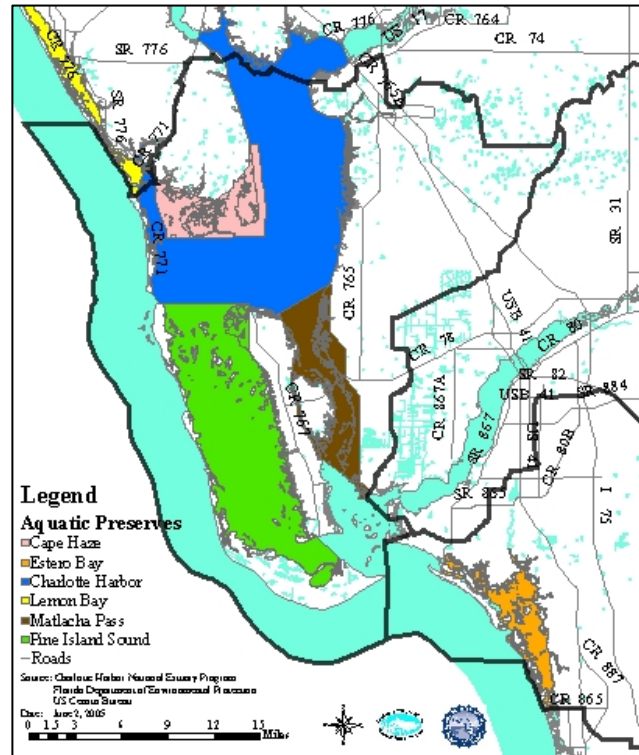 CR 776
CR 764
US 17
SR 776
CR 74
CR 776
SR 776
CR 771
SR 31
CR 771
CR 765
USB 41
CR 80
CR 78
SR 82
SR 884
USB 41
CR 867A
CR 767
SR 867
US 41
CR 80B
SR 865
I 75
Legend
Aquatic Preserves
Cape Haze
Estero Bay
Charlotte Harbor
Lemon Bay
Matlacha Pass
Pine Island Sound
Roads
Source: Charlotte Harbor National Estuary Program
Florida Department of Environmental Protection
US Census Bureau
Date: June 2, 2005
0 1.5 3 6 9 12 15
Miles
CR 887
CR 865